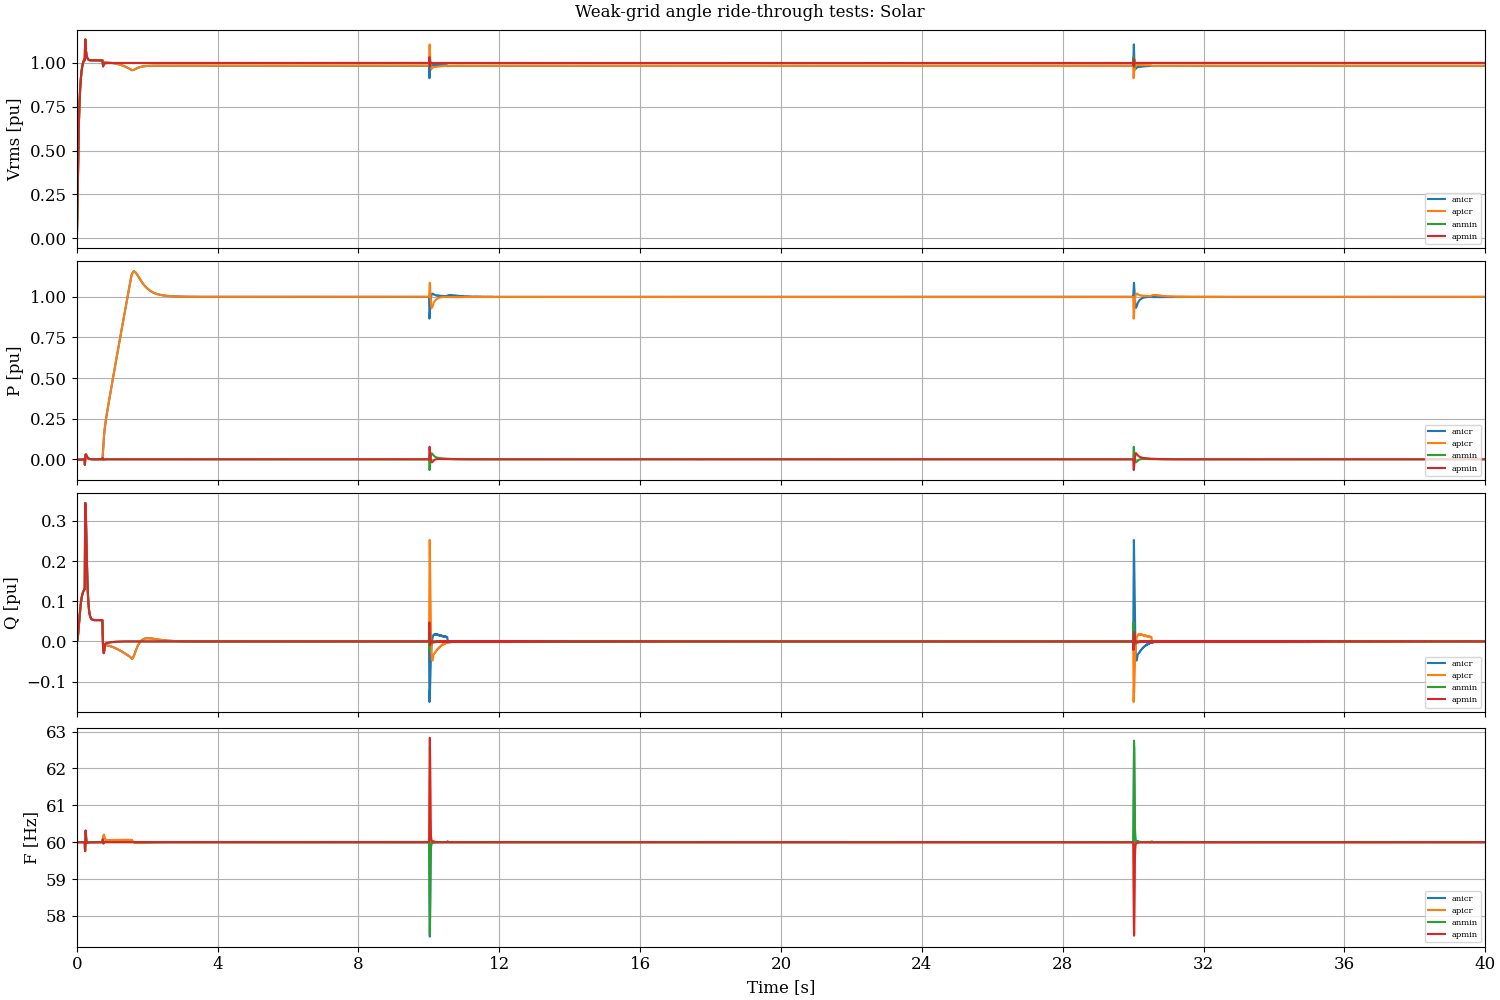 Weak-grid angle ride-through tests: Solar
Vrms [pu]
1.00
0.75
0.50
0.25
0.00
anicr
apicr
anmin
apmin
P [pu]
1.00
0.75
0.50
0.25
0.00
anicr
apicr
anmin
apmin
Q [pu]
0.3
0.2
0.1
0.0
−0.1
anicr
apicr
anmin
apmin
F [Hz]
63
62
61
60
59
58
anicr
apicr
anmin
apmin
0 4 8 12 16 20 24 28 32 36 40
Time [s]